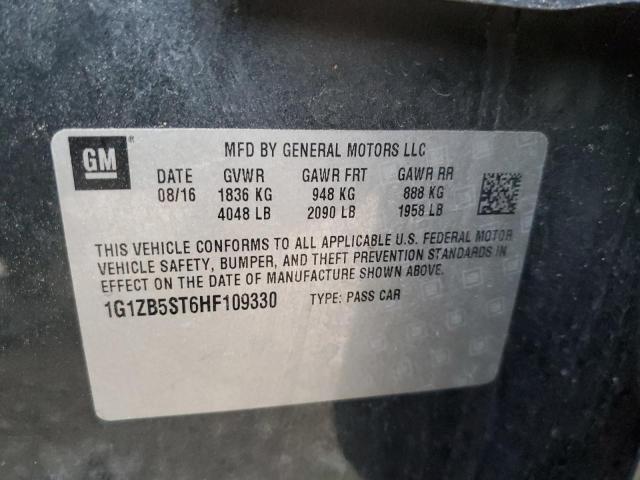 GM
MFD BY GENERAL MOTORS LLC
DATE GVWR GAWR FRT GAWR RR
08/16 1836 KG 948 KG 888 KG
4048 LB 2090 LB 1958 LB
THIS VEHICLE CONFORMS TO ALL APPLICABLE U.S. FEDERAL MOTOR
VEHICLE SAFETY, BUMPER, AND THEFT PREVENTION STANDARDS IN
EFFECT ON THE DATE OF MANUFACTURE SHOWN ABOVE.
1G1ZB5ST6HF109330 TYPE: PASS CAR